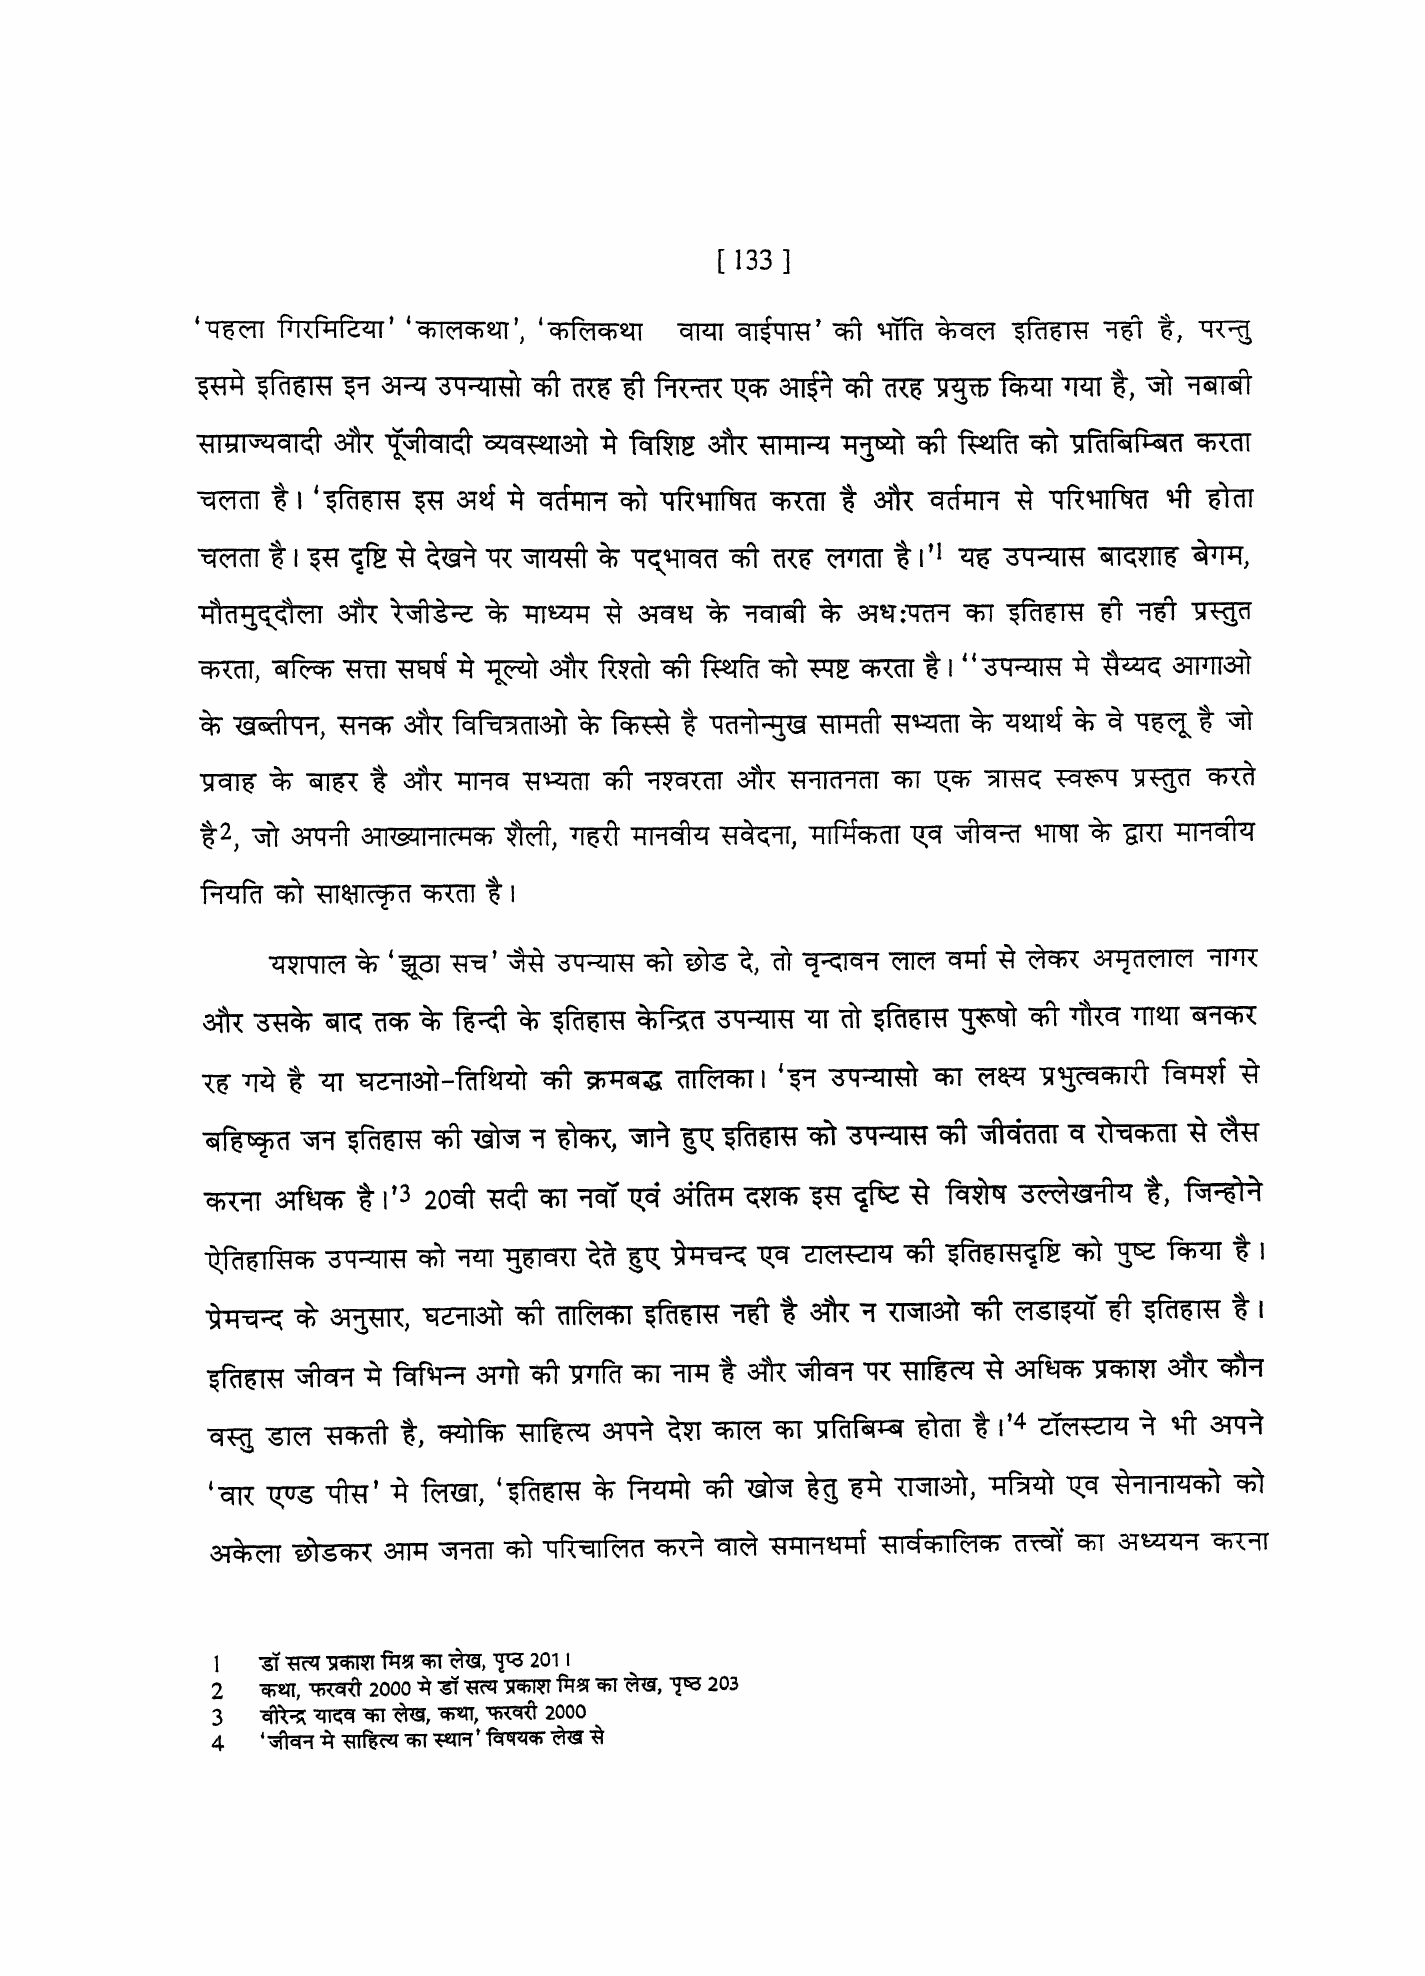 [ 133 ]
‘पहला गिरमिटिया’ ‘कालकथा’, ‘कलिकथा वाया वाईपास’ की भॉति केवल इतिहास नही है, परन्तु
इसमे इतिहास इन अन्य उपन्यासो की तरह ही निरन्तर एक आईने की तरह प्रयुक्त किया गया है, जो नबाबी
साम्राज्यवादी और पूॅजीवादी व्यवस्थाओ मे विशिष्ट और सामान्य मनुष्यो की स्थिति को प्रतिबिम्बित करता
चलता है। ‘इतिहास इस अर्थ मे वर्तमान को परिभाषित करता है और वर्तमान से परिभाषित भी होता
चलता है। इस दृष्टि से देखने पर जायसी के पद्‌भावत की तरह लगता है।’1 यह उपन्यास बादशाह बेगम,
मौतमुद्‌दौला और रेजीडेन्ट के माध्यम से अवध के नवाबी के अध:पतन का इतिहास ही नही प्रस्तुत
करता, बल्कि सत्ता सघर्ष मे मूल्यो और रिश्तो की स्थिति को स्पष्ट करता है। “उपन्यास मे सैय्यद आगाओ
के खब्तीपन, सनक और विचित्रताओ के किस्से है पतनोन्मुख सामती सभ्यता के यथार्थ के वे पहलू है जो
प्रवाह के बाहर है और मानव सभ्यता की नश्वरता और सनातनता का एक त्रासद स्वरूप प्रस्तुत करते
है2, जो अपनी आख्यानात्मक शैली, गहरी मानवीय सवेदना, मार्मिकता एव जीवन्त भाषा के द्वारा मानवीय
नियति को साक्षात्कृत करता है।
यशपाल के ‘झूठा सच’ जैसे उपन्यास को छोड दे, तो वृन्दावन लाल वर्मा से लेकर अमृतलाल नागर
और उसके बाद तक के हिन्दी के इतिहास केन्द्रित उपन्यास या तो इतिहास पुरूषो की गौरव गाथा बनकर
रह गये है या घटनाओ-तिथियो की क्रमबद्ध तालिका। ‘इन उपन्यासो का लक्ष्य प्रभुत्वकारी विमर्श से
बहिष्कृत जन इतिहास की खोज न होकर, जाने हुए इतिहास को उपन्यास की जीवंतता व रोचकता से लैस
करना अधिक है।’3 20वी सदी का नवॉ एवं अंतिम दशक इस दृष्टि से विशेष उल्लेखनीय है, जिन्होने
ऐतिहासिक उपन्यास को नया मुहावरा देते हुए प्रेमचन्द एव टालस्टाय की इतिहासदृष्टि को पुष्ट किया है।
प्रेमचन्द के अनुसार, घटनाओ की तालिका इतिहास नही है और न राजाओ की लडाइयॉ ही इतिहास है।
इतिहास जीवन मे विभिन्न अगो की प्रगति का नाम है और जीवन पर साहित्य से अधिक प्रकाश और कौन
वस्तु डाल सकती है, क्योकि साहित्य अपने देश काल का प्रतिबिम्ब होता है।’4 टॉलस्टाय ने भी अपने
‘वार एण्ड पीस’ मे लिखा, ‘इतिहास के नियमो की खोज हेतु हमे राजाओ, मत्रियो एव सेनानायको को
अकेला छोडकर आम जनता को परिचालित करने वाले समानधर्मा सार्वकालिक तत्त्वों का अध्ययन करना
1 डॉ सत्य प्रकाश मिश्र का लेख, पृष्ठ 201।
2 कथा, फरवरी 2000 मे डॉ सत्य प्रकाश मिश्र का लेख, पृष्ठ 203
3 वीरेन्द्र यादव का लेख, कथा, फरवरी 2000
4 ‘जीवन मे साहित्य का स्थान’ विषयक लेख से